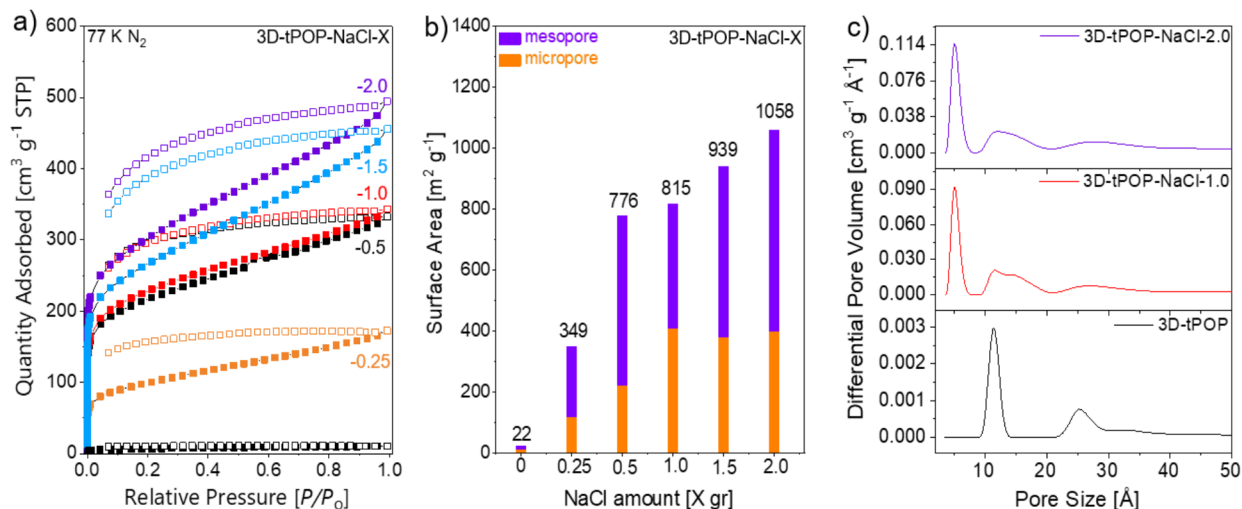 a)
77 K N₂
3D-tPOP-NaCl-X
-2.0
-1.5
-1.0
-0.5
-0.25
600
500
400
300
200
100
0
0.0 0.2 0.4 0.6 0.8 1.0
Quantity Adsorbed [cm³ g⁻¹ STP]
Relative Pressure [P/P₀]
b)
mesopore
micropore
3D-tPOP-NaCl-X
1400
1200
1000
800
600
400
200
0
22
349
776
815
939
1058
0 0.25 0.5 1.0 1.5 2.0
Surface Area [m² g⁻¹]
NaCl amount [X gr]
c)
3D-tPOP-NaCl-2.0
0.114
0.076
0.038
0.000
3D-tPOP-NaCl-1.0
0.090
0.060
0.030
0.000
3D-tPOP
0.003
0.002
0.001
0.000
10 20 30 40 50
Differential Pore Volume [cm³ g⁻¹ Å⁻¹]
Pore Size [Å]